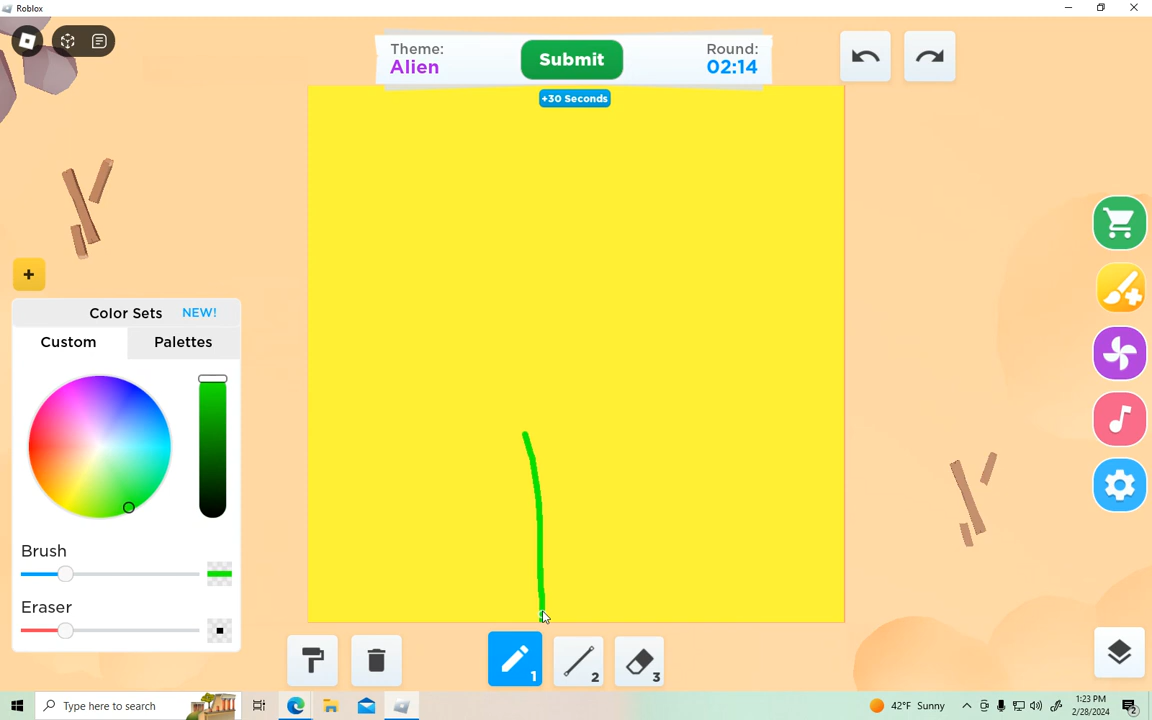 Roblox
Theme:
Alien
Submit
Round:
02:14
+30 Seconds
+
Color Sets NEW!
Custom Palettes
Brush
Eraser
1
2
3
Type here to search
42°F Sunny
1:23 PM
2/28/2024
2